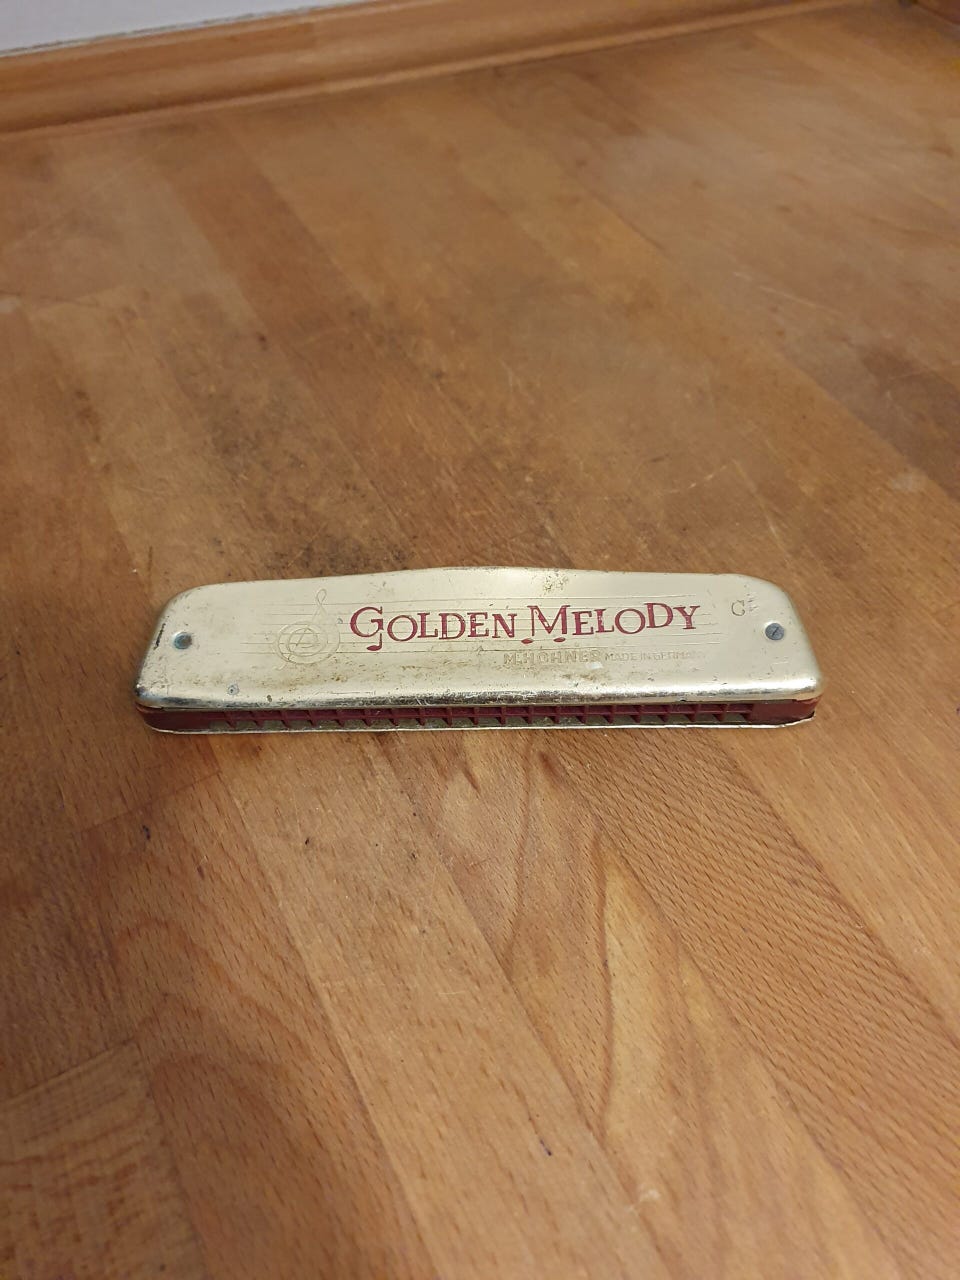 GOLDEN MELODY
C
M. HOHNER MADE IN GERMANY